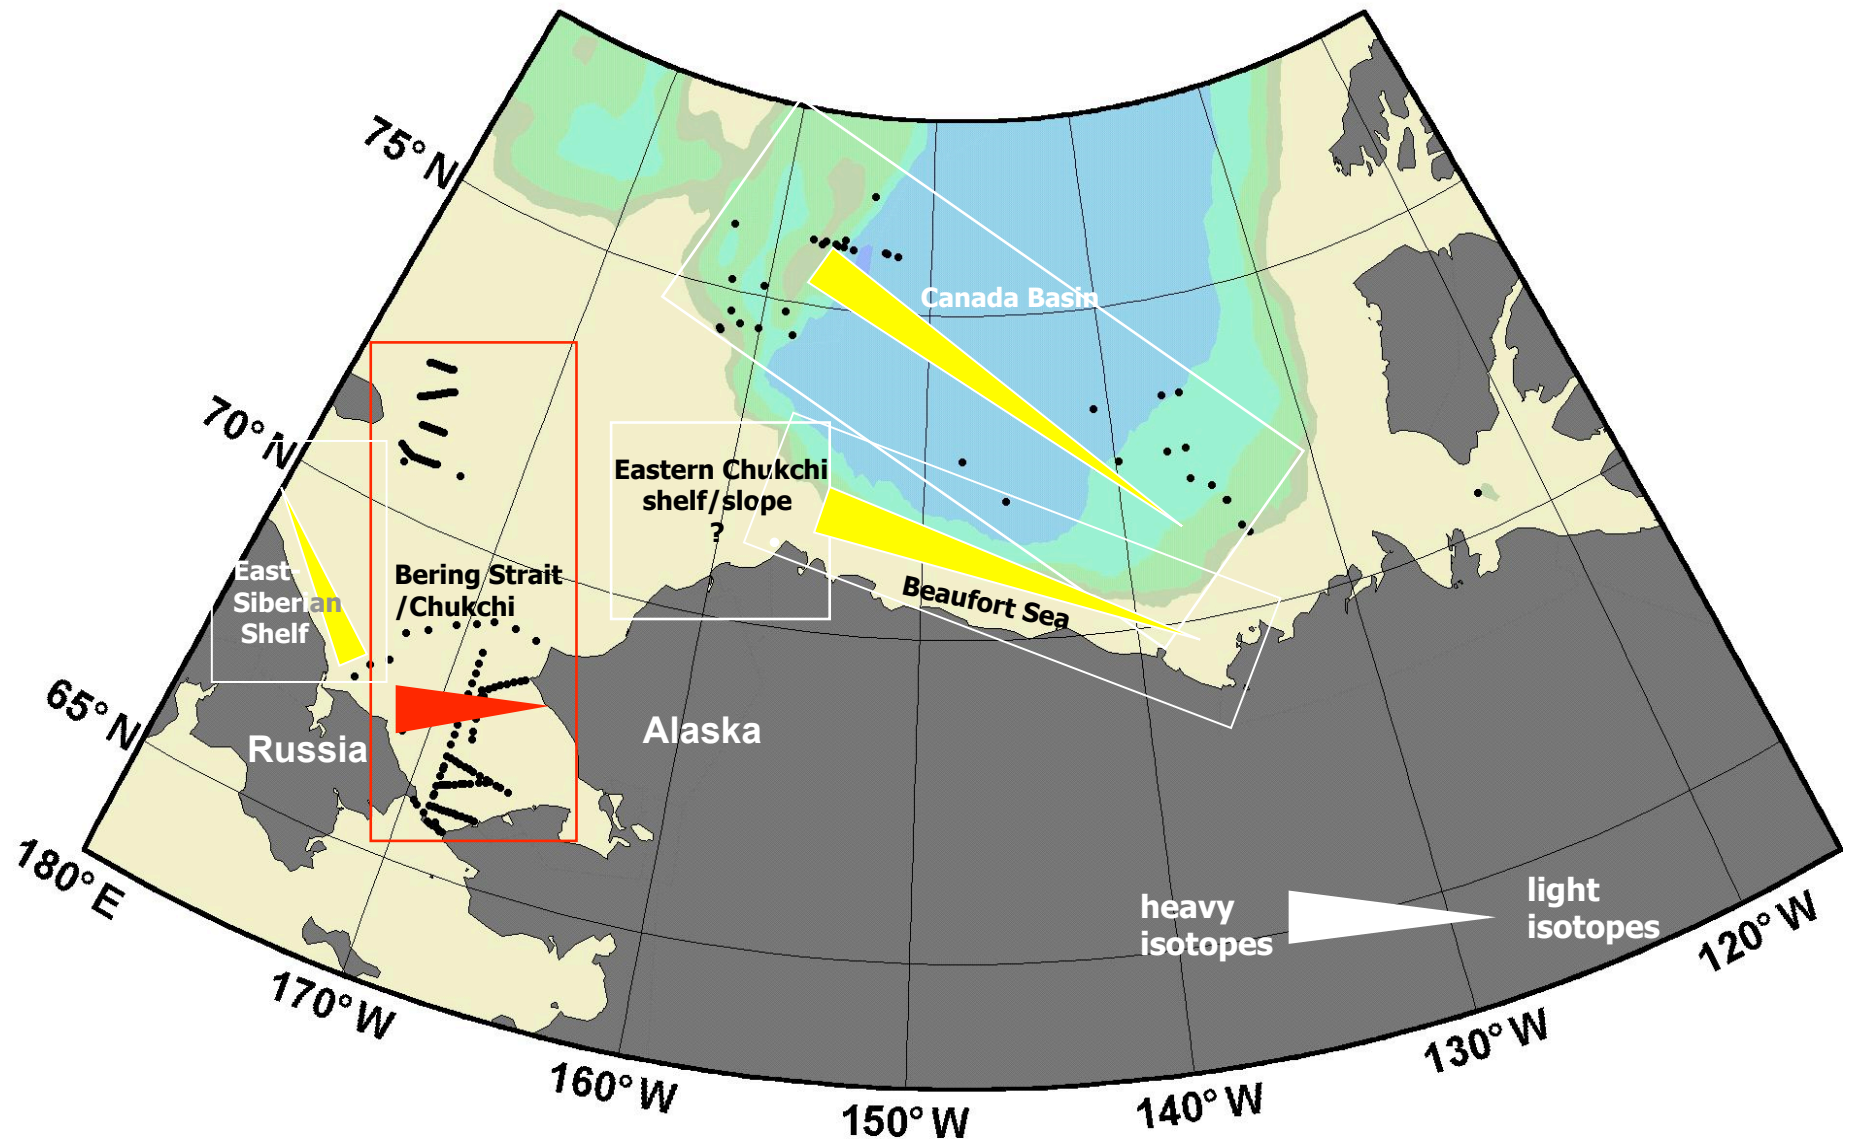 75° N
70° N
65° N
180° E
170° W
160° W
150° W
140° W
130° W
120° W
Canada Basin
Eastern Chukchi
shelf/slope
?
Beaufort Sea
Bering Strait
/Chukchi
East-
Siberian
Shelf
Russia
Alaska
heavy
isotopes
light
isotopes